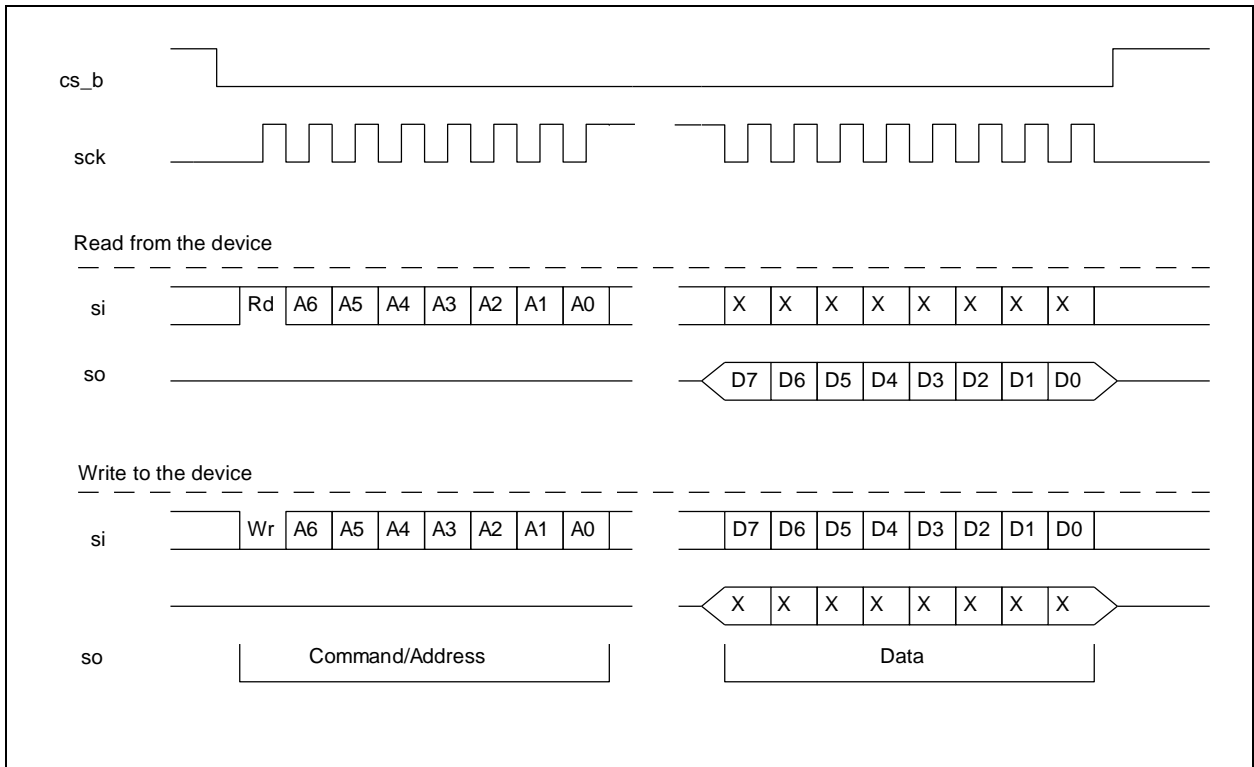 cs_b
sck
Read from the device
si Rd A6 A5 A4 A3 A2 A1 A0 X X X X X X X X
so D7 D6 D5 D4 D3 D2 D1 D0
Write to the device
si Wr A6 A5 A4 A3 A2 A1 A0 D7 D6 D5 D4 D3 D2 D1 D0
X X X X X X X X
so Command/Address Data